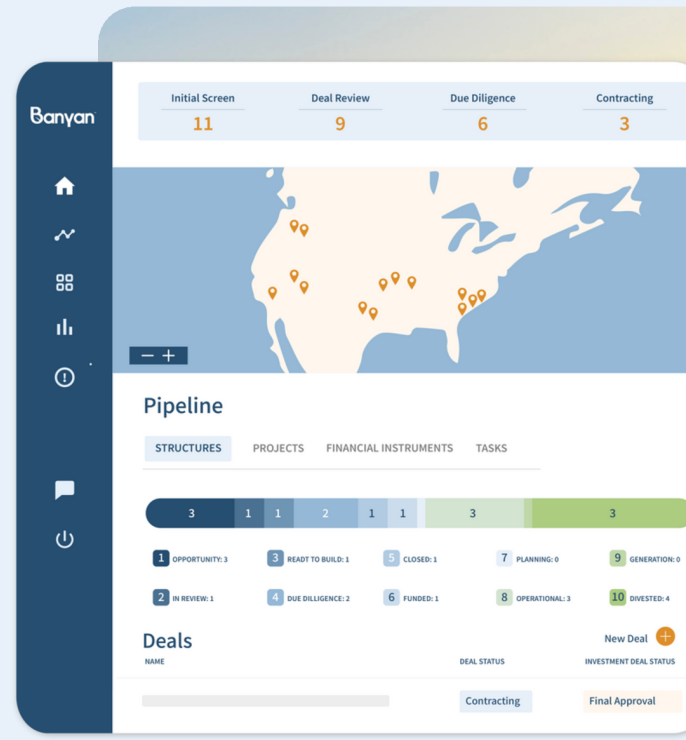 Banyan
Initial Screen Deal Review Due Diligence Contracting
11 9 6 3
Pipeline
STRUCTURES PROJECTS FINANCIAL INSTRUMENTS TASKS
3 1 1 2 1 1 3 3
1 OPPORTUNITY: 3 3 READT TO BUILD: 1 5 CLOSED: 1 7 PLANNING: 0 9 GENERATION: 0
2 IN REVIEW: 1 4 DUE DILLIGENCE: 2 6 FUNDED: 1 8 OPERATIONAL: 3 10 DIVESTED: 4
Deals New Deal
NAME DEAL STATUS INVESTMENT DEAL STATUS
Contracting Final Approval